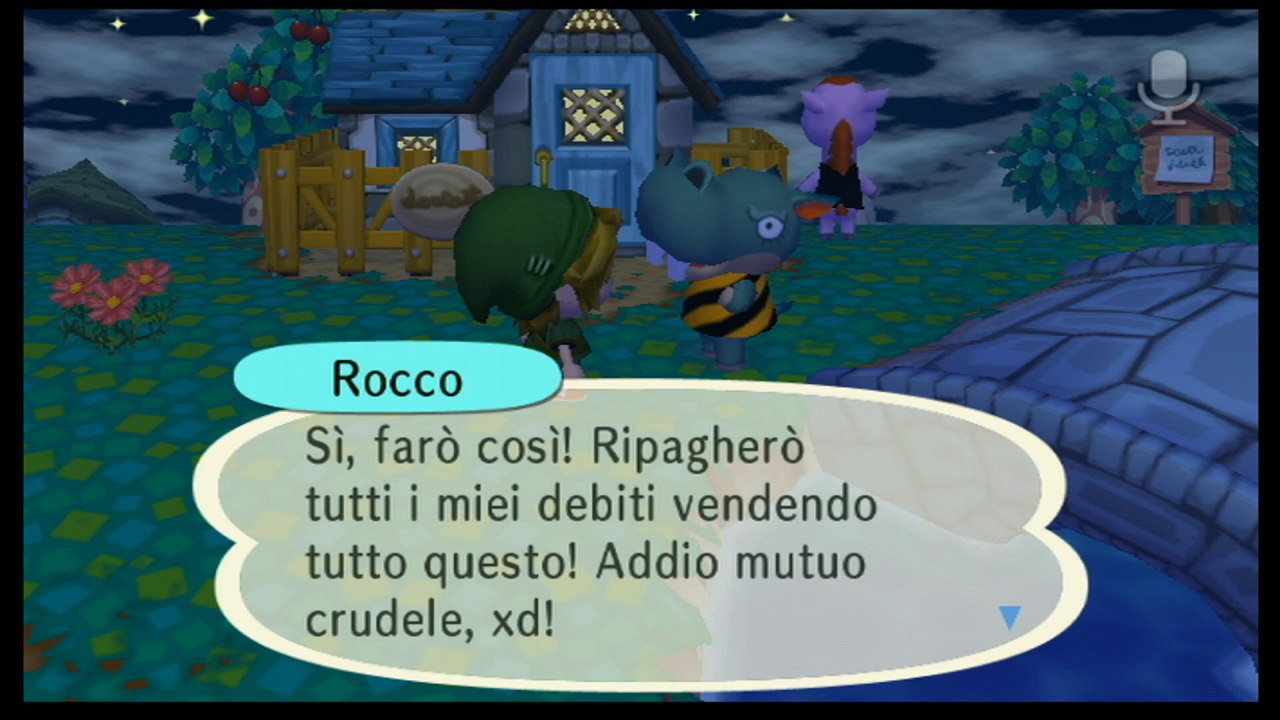 Rocco
Sì, farò così! Ripagherò
tutti i miei debiti vendendo
tutto questo! Addio mutuo
crudele, xd!